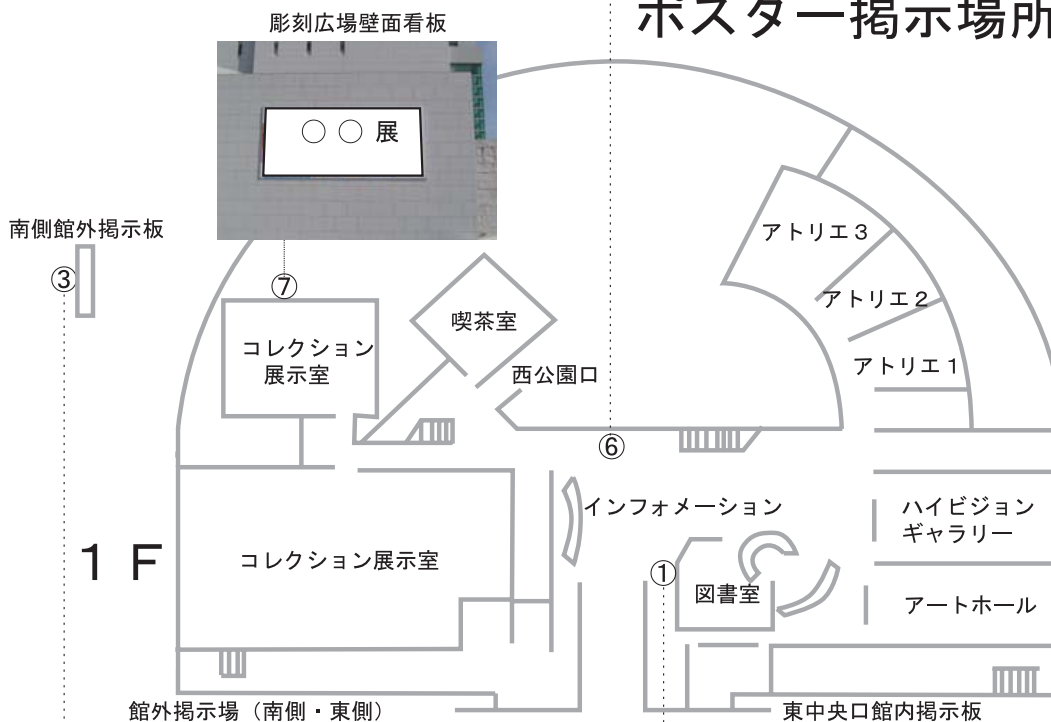 ポスター掲示場所
彫刻広場壁面看板
○ ○ 展
南側館外掲示板
③
⑦
アトリエ3
アトリエ2
アトリエ1
喫茶室
コレクション
展示室
西公園口
⑥
インフォメーション
ハイビジョン
ギャラリー
1 F
コレクション展示室
①
図書室
アートホール
館外掲示場(南側・東側)
東中央口館内掲示板